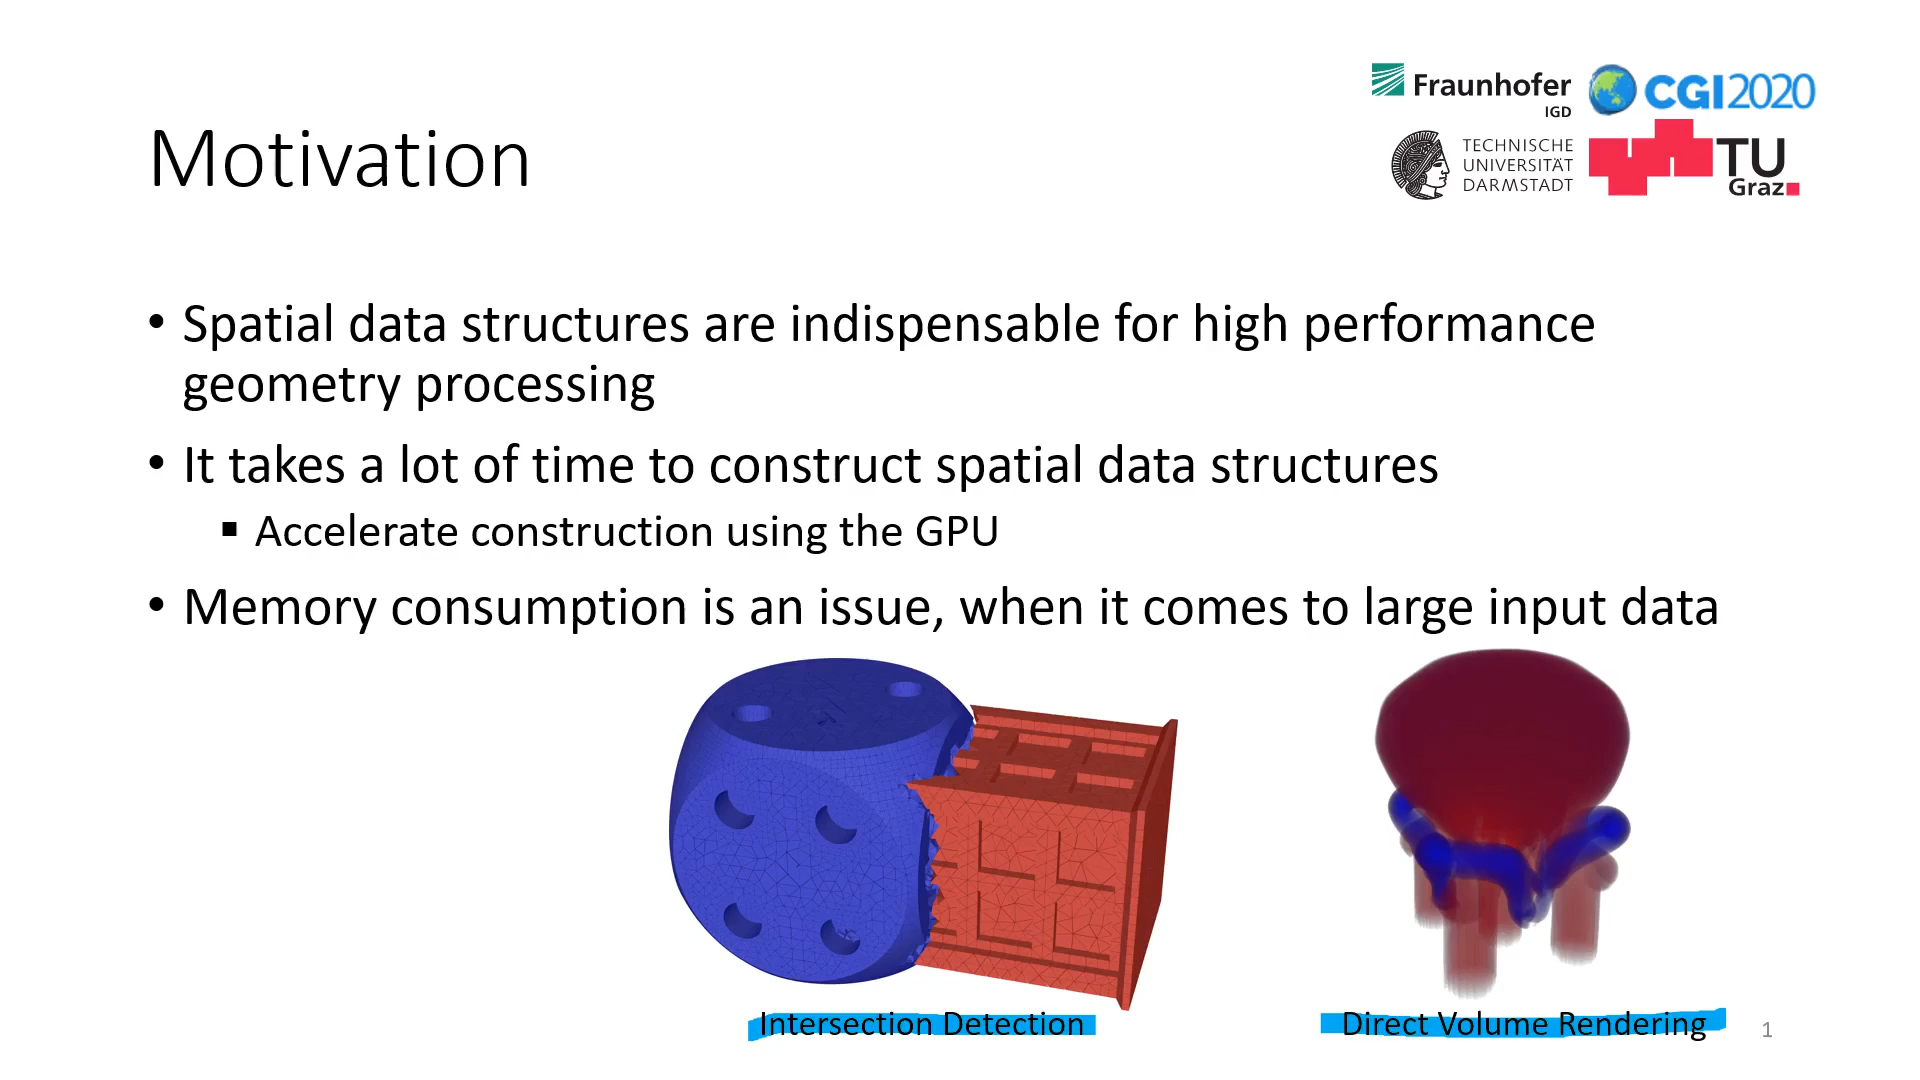 Fraunhofer
IGD
CGI2020
TECHNISCHE
UNIVERSITÄT
DARMSTADT
TU
Graz
Motivation
• Spatial data structures are indispensable for high performance
geometry processing
• It takes a lot of time to construct spatial data structures
▪ Accelerate construction using the GPU
• Memory consumption is an issue, when it comes to large input data
Intersection Detection
Direct Volume Rendering
1